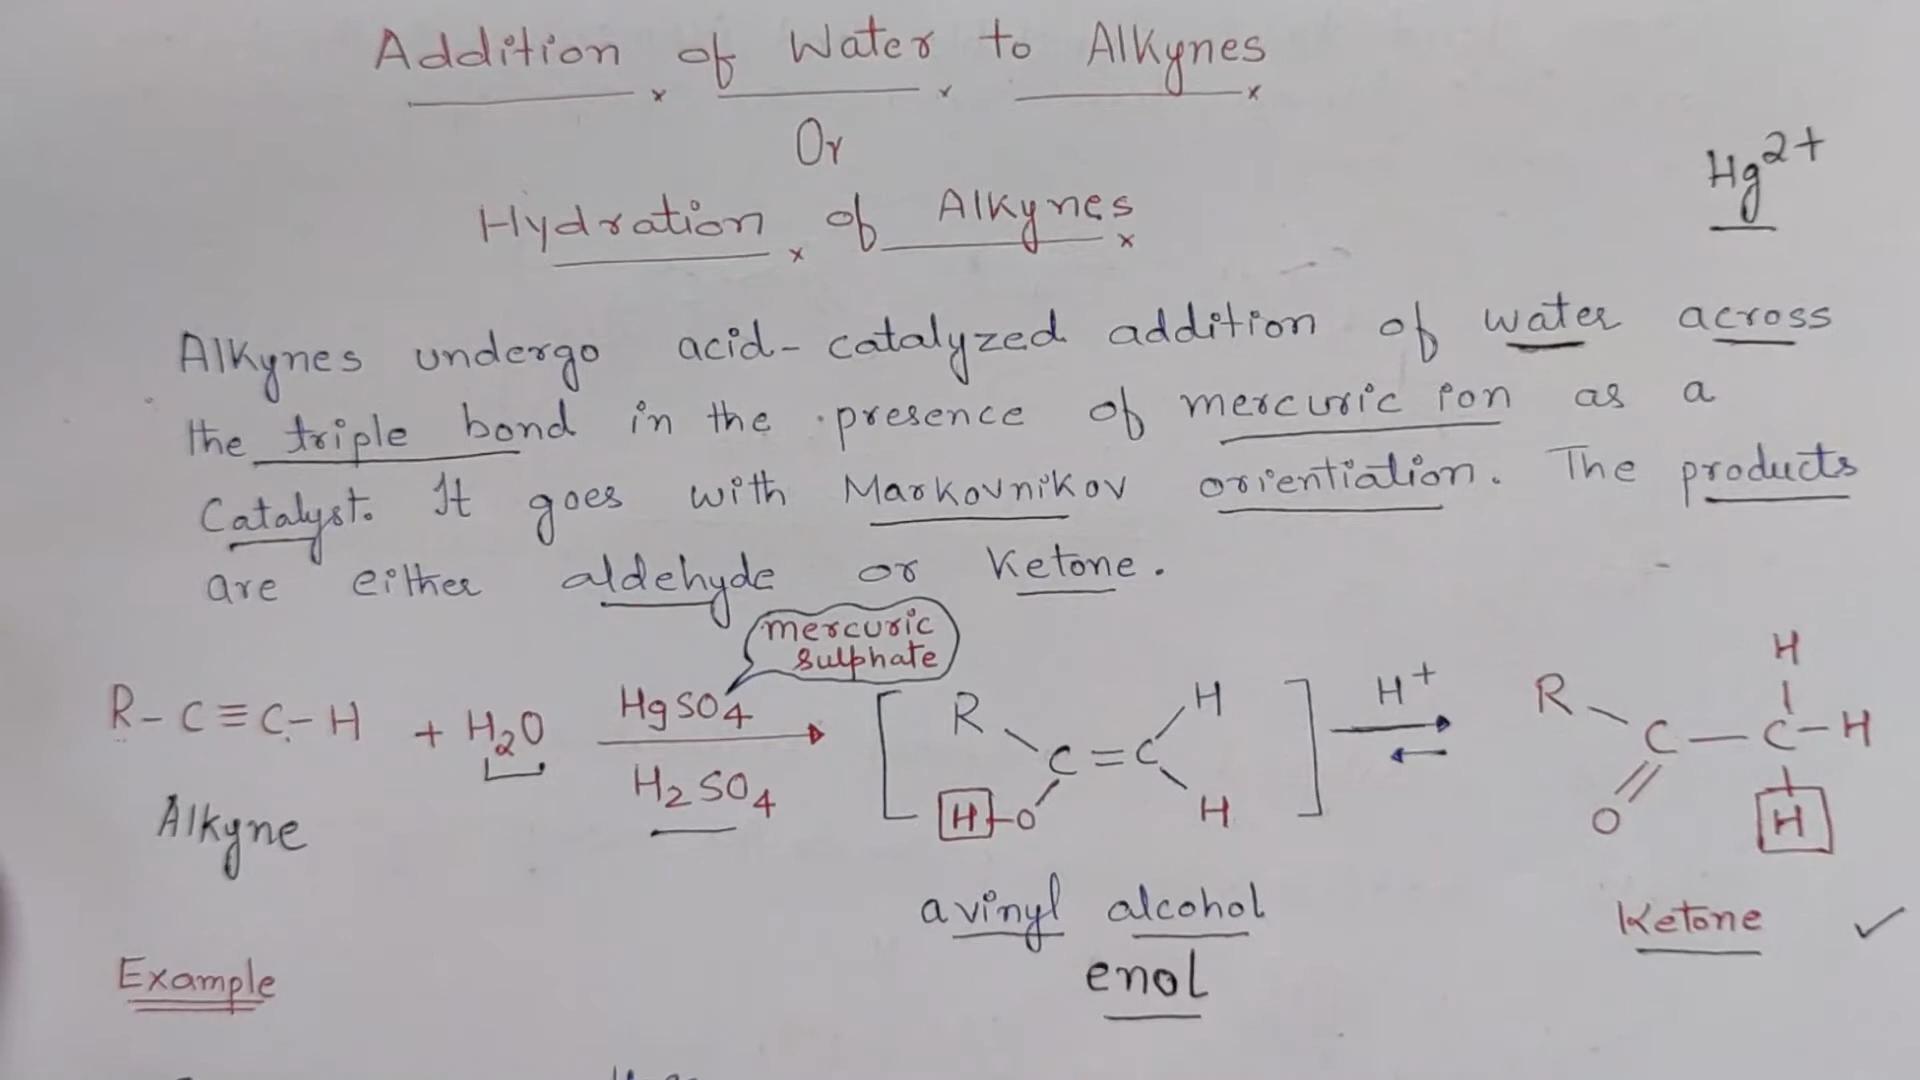 Addition of Water to Alkynes
Or
Hydration of Alkynes
Hg2+
Alkynes undergo acid-catalyzed addition of water across
the triple bond in the presence of mercuric ion as a
Catalyst. It goes with Markovnikov orientiation. The products
are either aldehyde or Ketone.
mercuric
sulphate
R-C≡C-H + H2O HgSO4 H2SO4 [ R C=C H H H-O ] H+ R C-C-H H H O
Alkyne
a vinyl alcohol
enol
Ketone ✓
Example